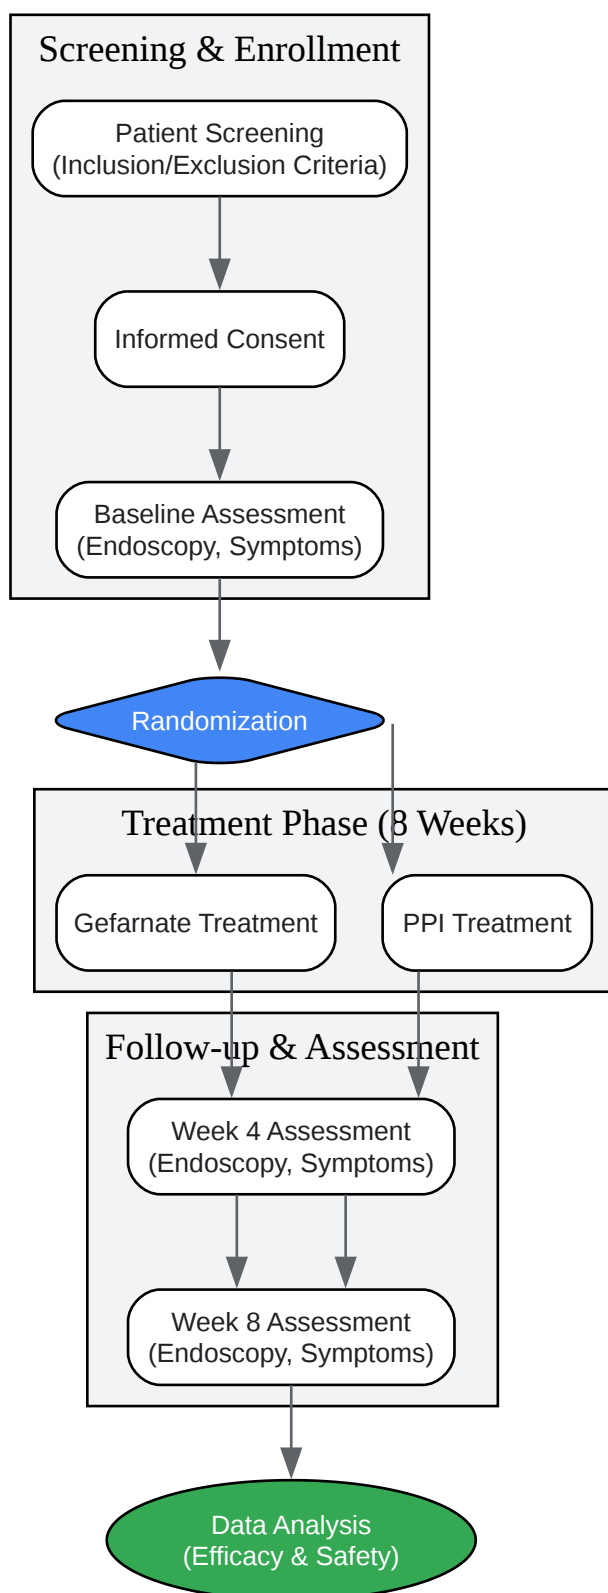 Screening & Enrollment
Patient Screening
(Inclusion/Exclusion Criteria)
Informed Consent
Baseline Assessment
(Endoscopy, Symptoms)
Randomization
Treatment Phase (8 Weeks)
Gefarnate Treatment
PPI Treatment
Follow-up & Assessment
Week 4 Assessment
(Endoscopy, Symptoms)
Week 8 Assessment
(Endoscopy, Symptoms)
Data Analysis
(Efficacy & Safety)